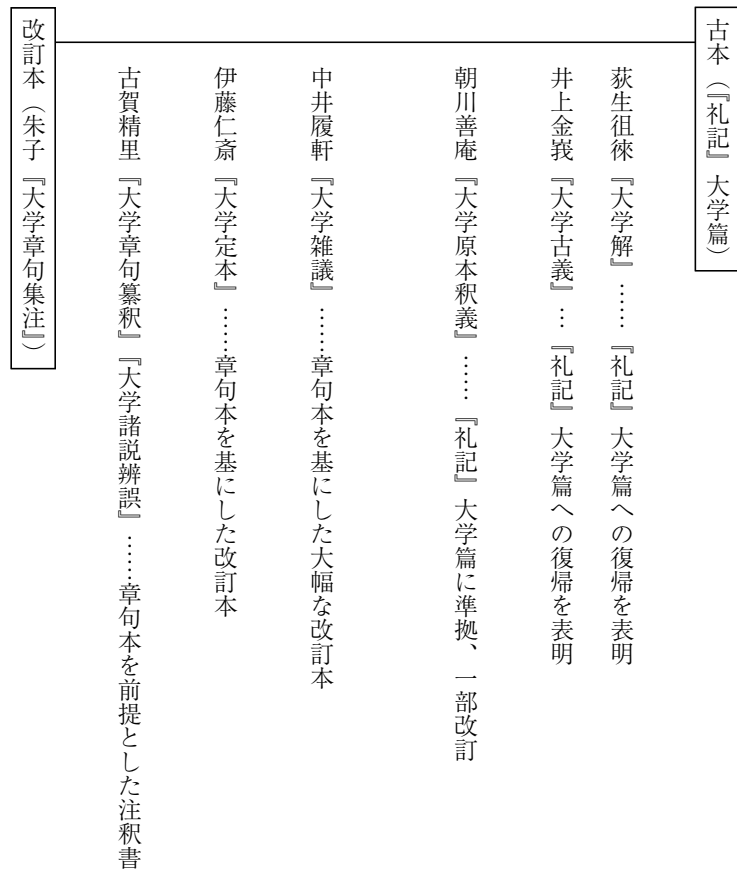 古本（『礼記』大学篇）
荻生徂徠『大学解』……『礼記』大学篇への復帰を表明
井上金峩『大学古義』…『礼記』大学篇への復帰を表明
朝川善庵『大学原本釈義』……『礼記』大学篇に準拠、一部改訂
中井履軒『大学雑議』……章句本を基にした大幅な改訂本
伊藤仁斎『大学定本』……章句本を基にした改訂本
古賀精里『大学章句纂釈』『大学諸説辨誤』……章句本を前提とした注釈書
改訂本（朱子『大学章句集注』）